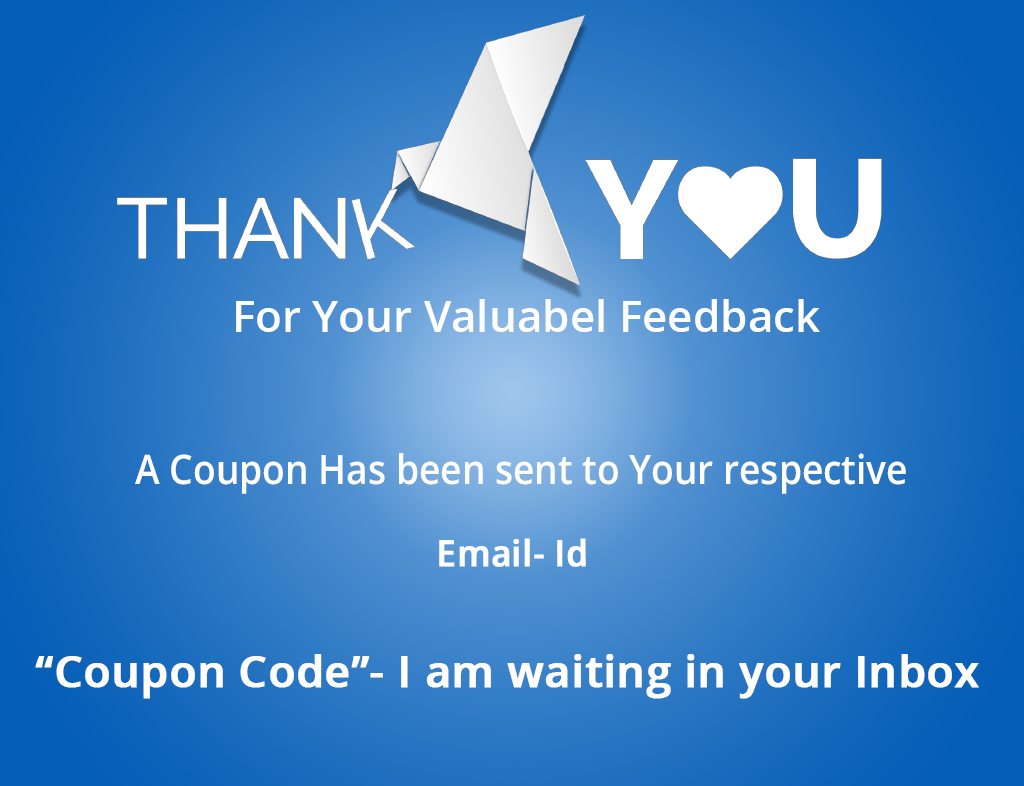 THANK YOU
For Your Valuabel Feedback
A Coupon Has been sent to Your respective
Email- Id
“Coupon Code”- I am waiting in your Inbox